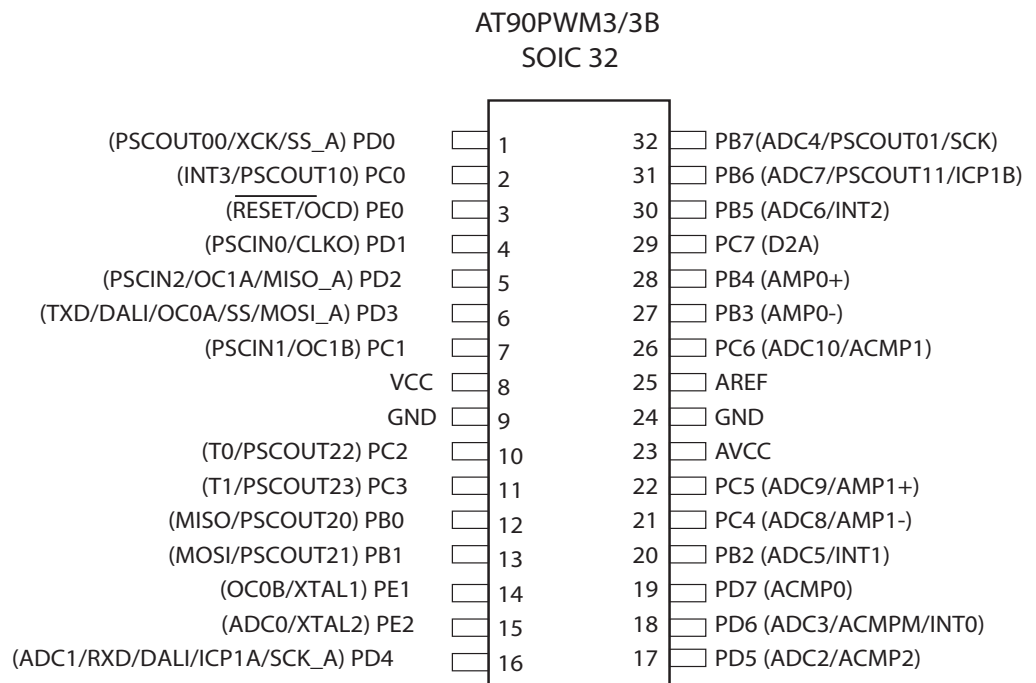 AT90PWM3/3B
SOIC 32
(PSCOUT00/XCK/SS_A) PD0 1 32 PB7(ADC4/PSCOUT01/SCK)
(INT3/PSCOUT10) PC0 2 31 PB6 (ADC7/PSCOUT11/ICP1B)
(RESET/OCD) PE0 3 30 PB5 (ADC6/INT2)
(PSCIN0/CLKO) PD1 4 29 PC7 (D2A)
(PSCIN2/OC1A/MISO_A) PD2 5 28 PB4 (AMP0+)
(TXD/DALI/OC0A/SS/MOSI_A) PD3 6 27 PB3 (AMP0-)
(PSCIN1/OC1B) PC1 7 26 PC6 (ADC10/ACMP1)
VCC 8 25 AREF
GND 9 24 GND
(T0/PSCOUT22) PC2 10 23 AVCC
(T1/PSCOUT23) PC3 11 22 PC5 (ADC9/AMP1+)
(MISO/PSCOUT20) PB0 12 21 PC4 (ADC8/AMP1-)
(MOSI/PSCOUT21) PB1 13 20 PB2 (ADC5/INT1)
(OC0B/XTAL1) PE1 14 19 PD7 (ACMP0)
(ADC0/XTAL2) PE2 15 18 PD6 (ADC3/ACMPM/INT0)
(ADC1/RXD/DALI/ICP1A/SCK_A) PD4 16 17 PD5 (ADC2/ACMP2)